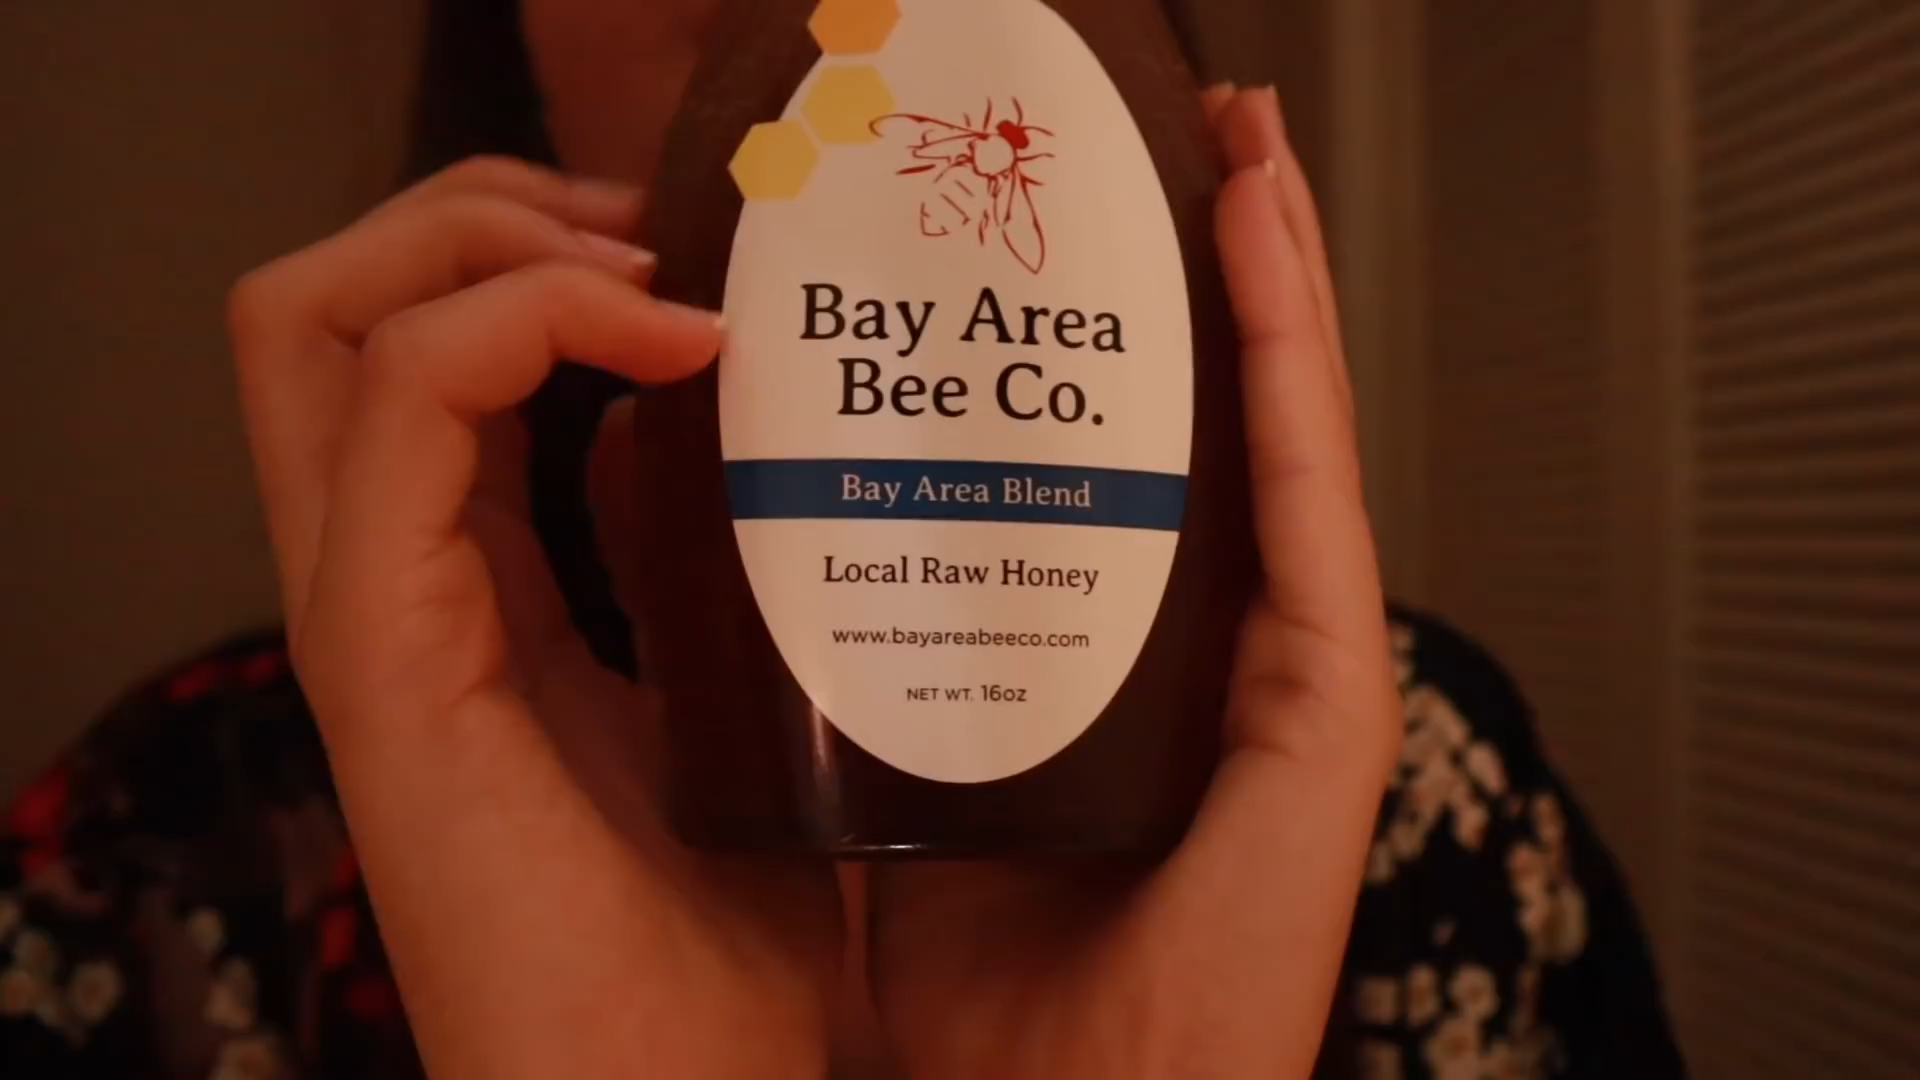 Bay Area
Bee Co.
Bay Area Blend
Local Raw Honey
www.bayareabeeco.com
NET WT. 16oz